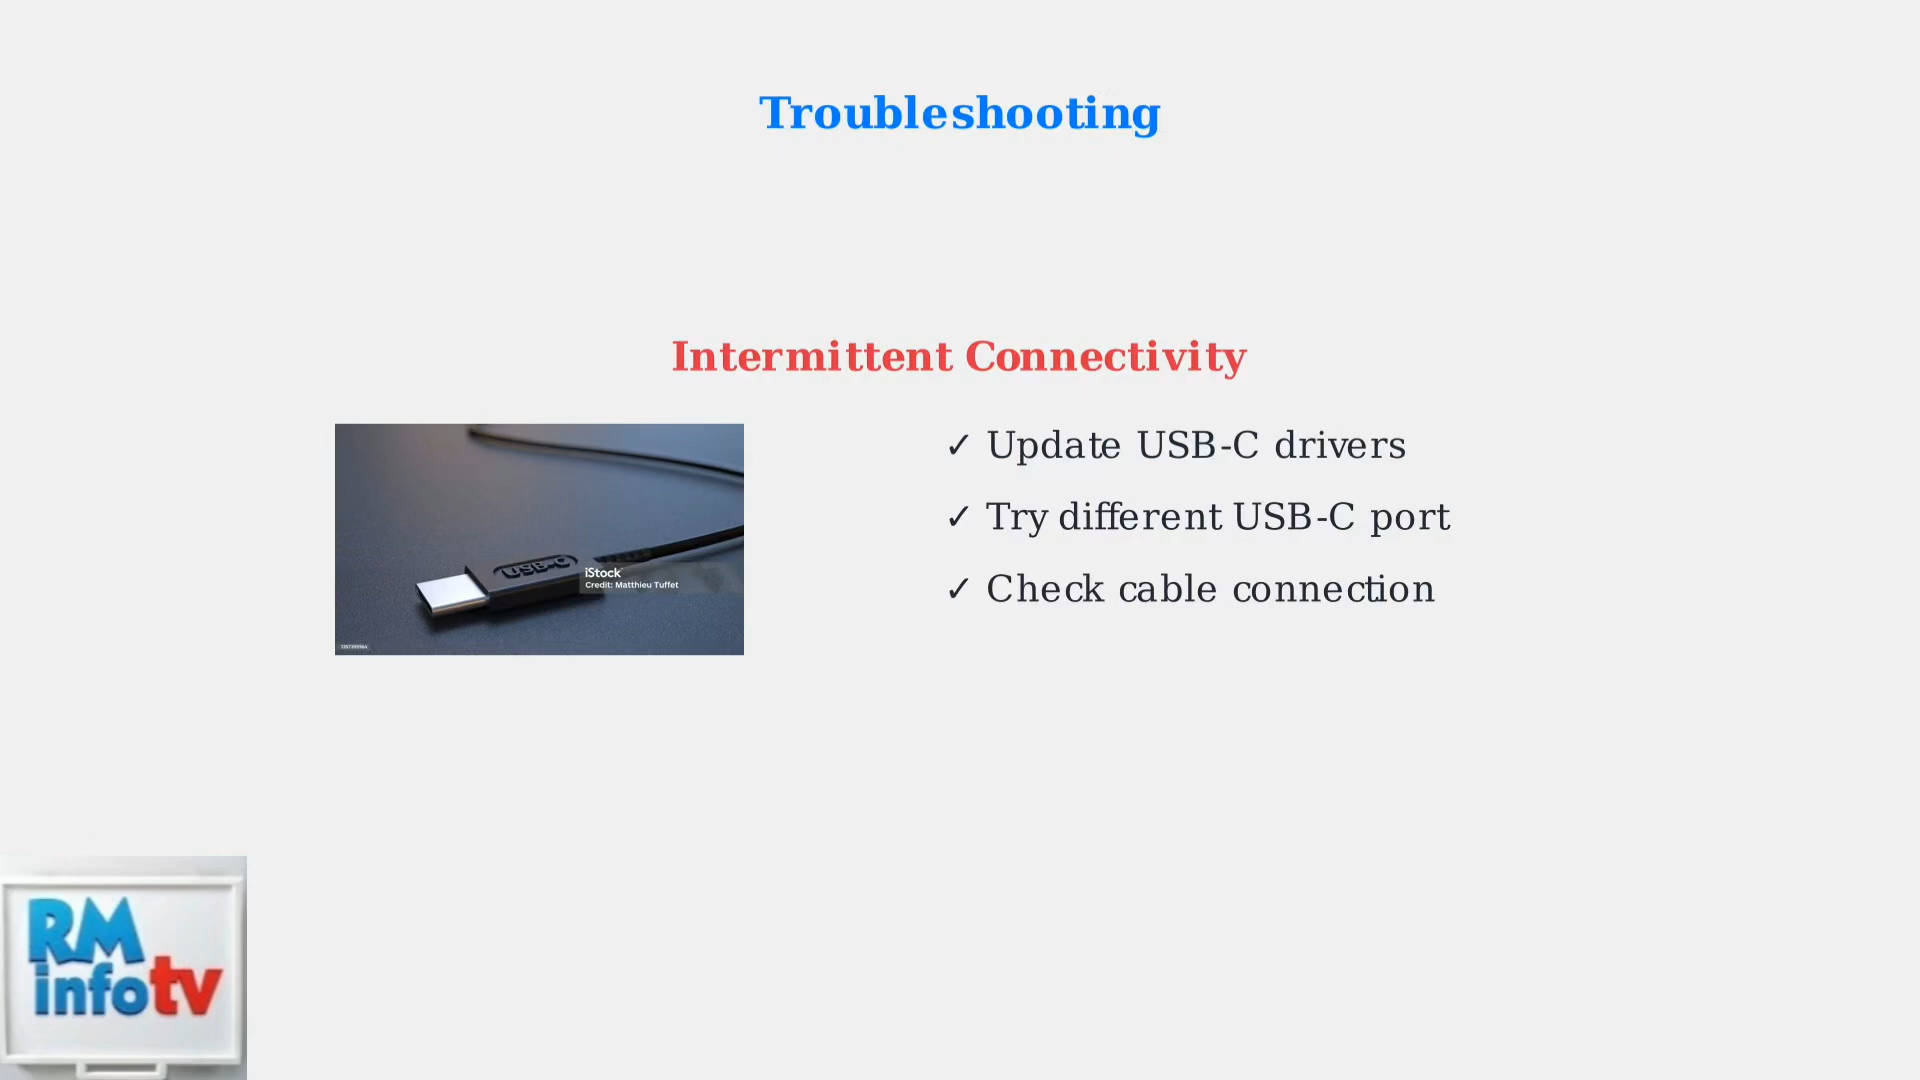 Troubleshooting
Intermittent Connectivity
✓ Update USB-C drivers
✓ Try different USB-C port
✓ Check cable connection
USB-C
iStock
Credit: Matthieu Tuffet
RM
infotv